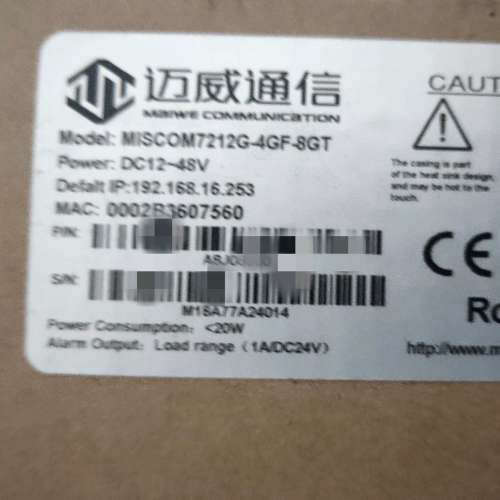 迈威通信
MAIWE COMMUNICATION
Model: MISCOM7212G-4GF-8GT
Power: DC12~48V
Defalt IP:192.168.16.253
MAC: 0002B3607560
P/N:
S/N:
M18A77A24014
Power Consumption: <20W
Alarm Output: Load range (1A/DC24V)
CAUT
The casing is part
of the heat sink design,
and may be hot to the
touch.
CE
http://www.m